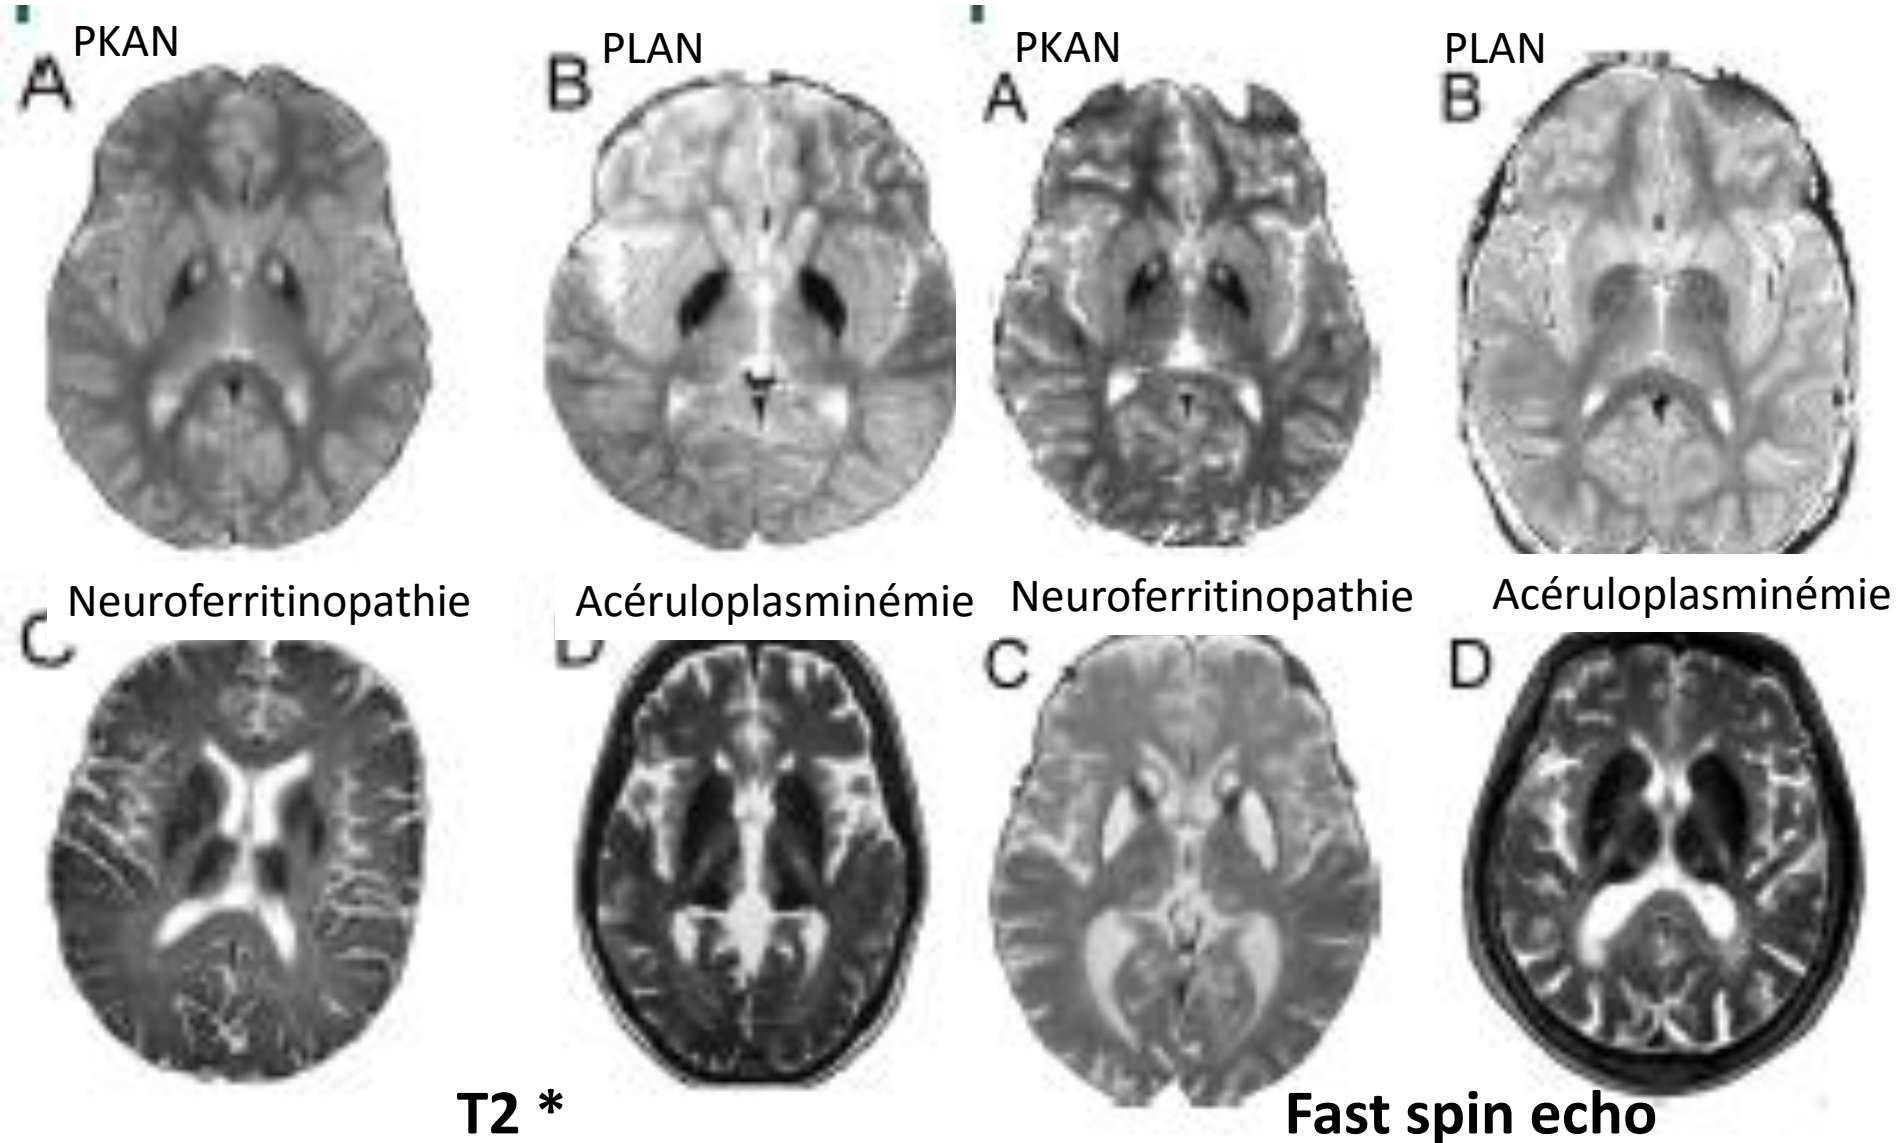 PKAN
A
PLAN
B
PKAN
A
PLAN
B
Neuroferritinopathie
C
Acéruloplasminémie
D
Neuroferritinopathie
C
Acéruloplasminémie
D
T2 *
Fast spin echo